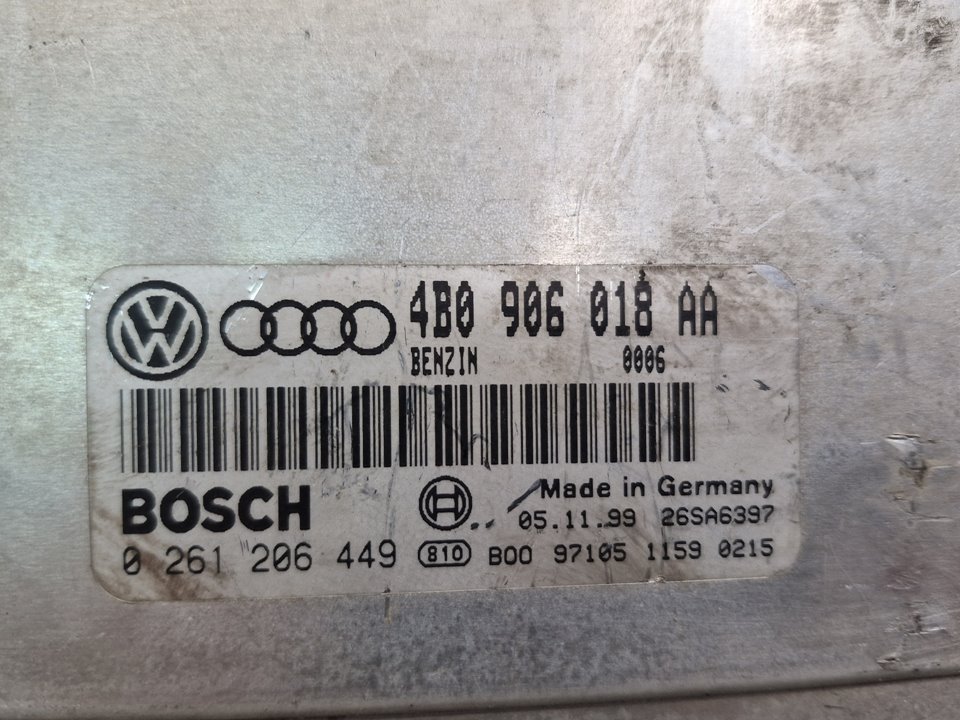 4B0 906 018 AA
BENZIN 0006
BOSCH
Made in Germany
05.11.99 26SA6397
0 261 206 449 810 B00 97105 1159 0215